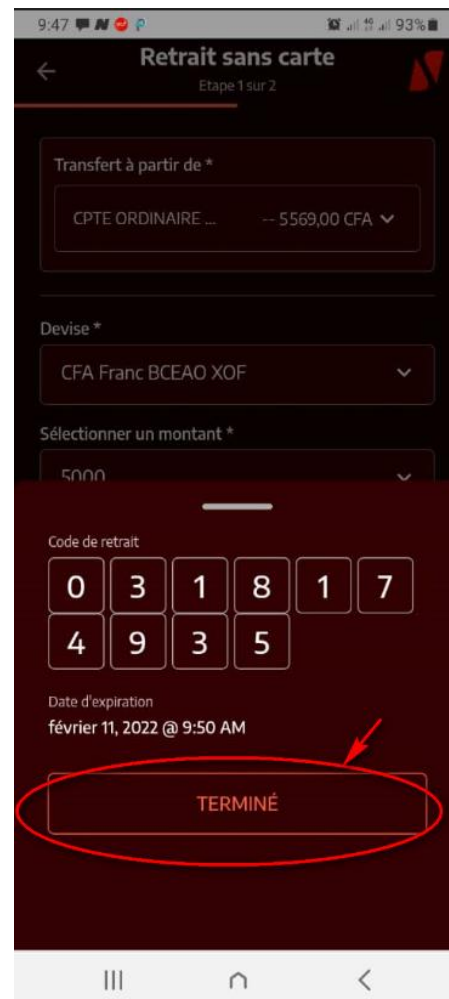 9:47 93%
Retrait sans carte
Etape 1 sur 2
Transfert à partir de *
CPTE ORDINAIRE ... -- 5569,00 CFA
Devise *
CFA Franc BCEAO XOF
Sélectionner un montant *
5000
Code de retrait
0 3 1 8 1 7
4 9 3 5
Date d'expiration
février 11, 2022 @ 9:50 AM
TERMINÉ